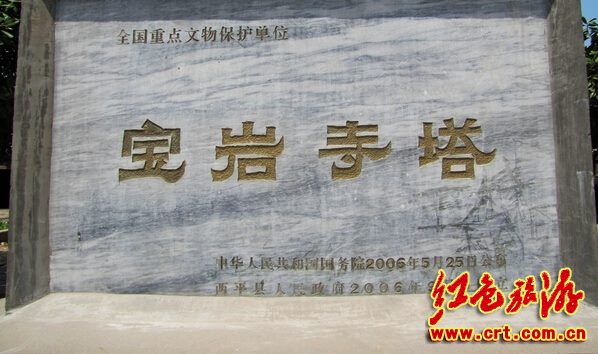 全国重点文物保护单位
宝岩寺塔
中华人民共和国国务院2006年5月25日公布
西平县人民政府2006年
红色旅游
www.crt.com.cn